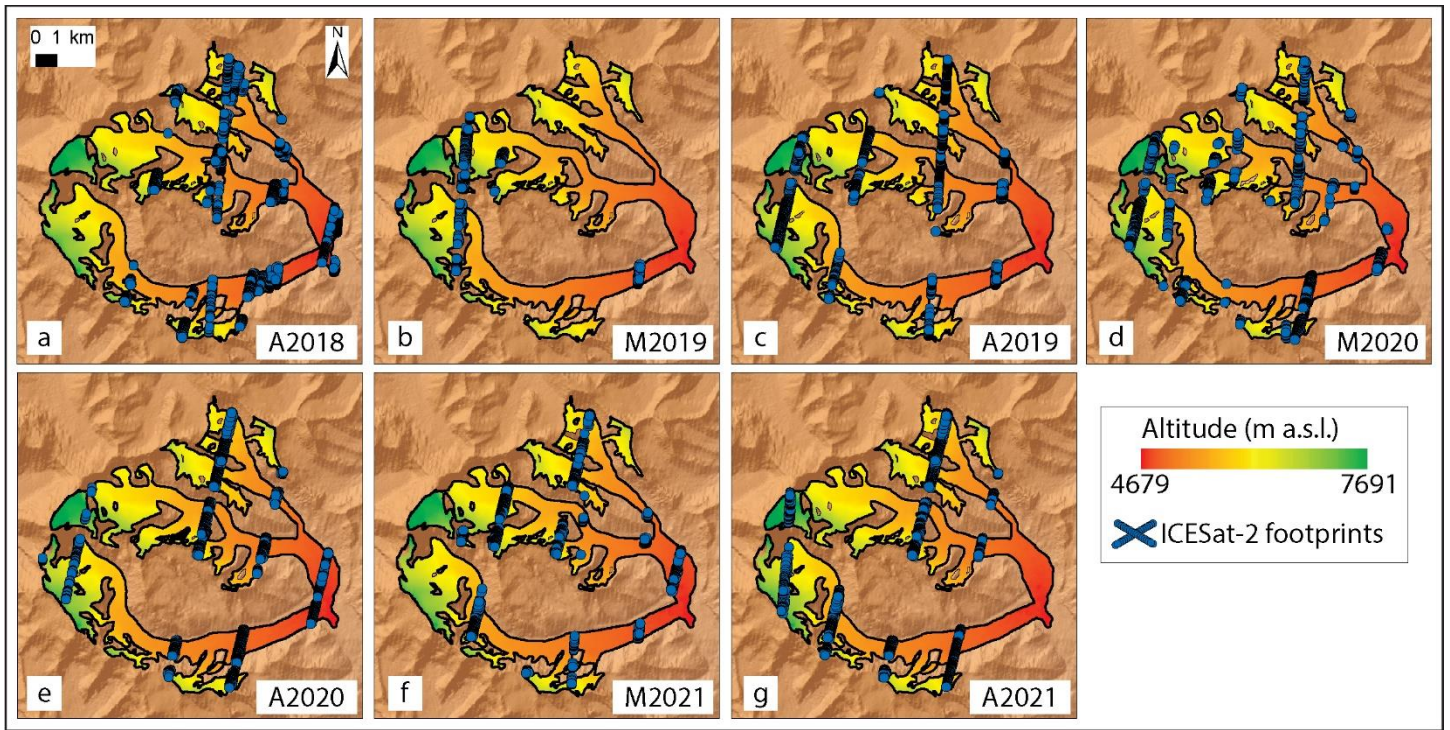 0 1 km
N
a
A2018
b
M2019
c
A2019
d
M2020
e
A2020
f
M2021
g
A2021
Altitude (m a.s.l.)
4679 7691
ICESat-2 footprints